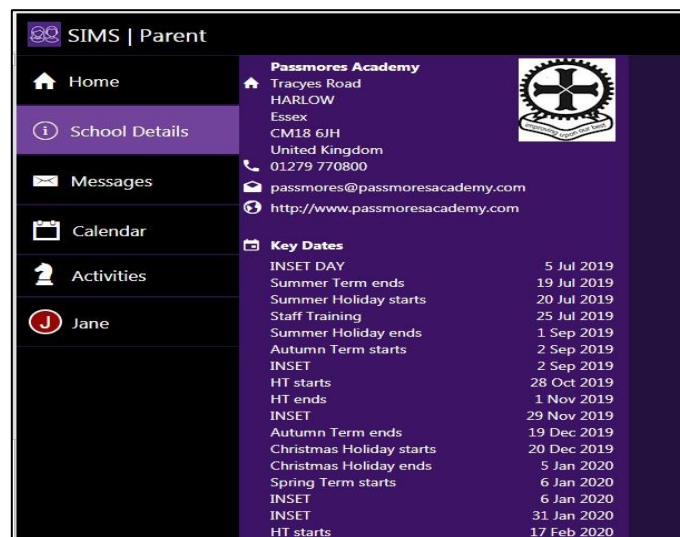 SIMS | Parent
Home
School Details
Messages
Calendar
Activities
J Jane
Passmores Academy
Tracyes Road
HARLOW
Essex
CM18 6JH
United Kingdom
01279 770800
passmores@passmoresacademy.com
http://www.passmoresacademy.com
improving upon our best
Key Dates
INSET DAY 5 Jul 2019
Summer Term ends 19 Jul 2019
Summer Holiday starts 20 Jul 2019
Staff Training 25 Jul 2019
Summer Holiday ends 1 Sep 2019
Autumn Term starts 2 Sep 2019
INSET 2 Sep 2019
HT starts 28 Oct 2019
HT ends 1 Nov 2019
INSET 29 Nov 2019
Autumn Term ends 19 Dec 2019
Christmas Holiday starts 20 Dec 2019
Christmas Holiday ends 5 Jan 2020
Spring Term starts 6 Jan 2020
INSET 6 Jan 2020
INSET 31 Jan 2020
HT starts 17 Feb 2020